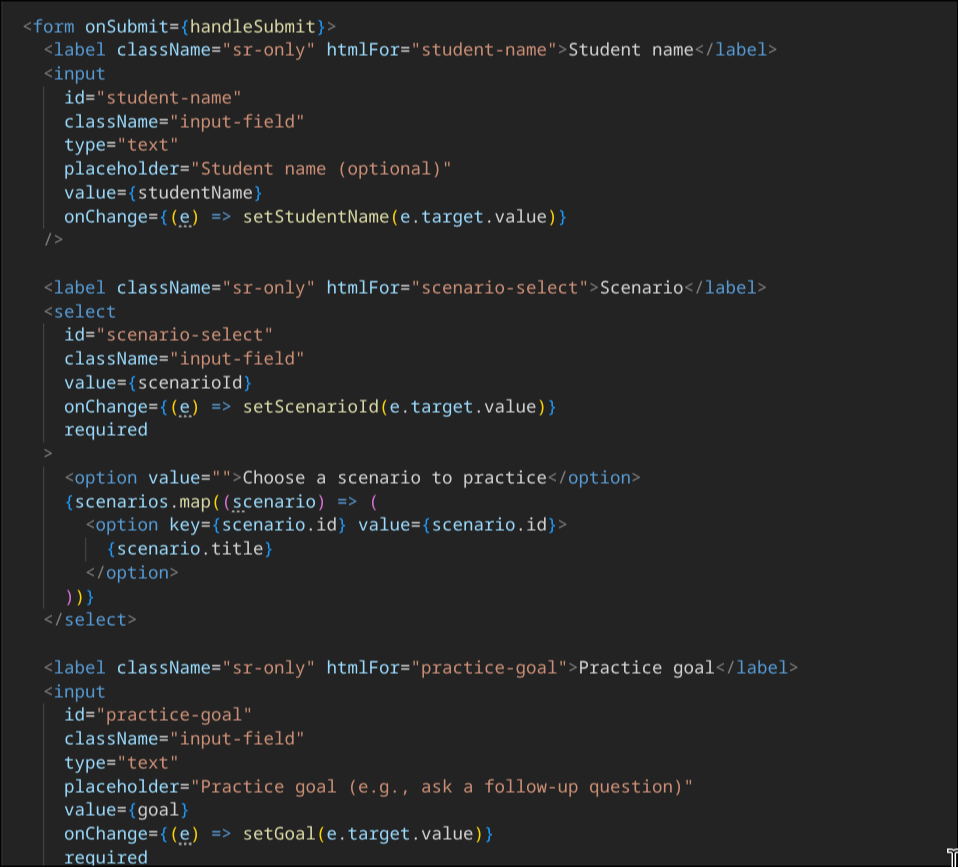 <form onSubmit={handleSubmit}>
<label className="sr-only" htmlFor="student-name">Student name</label>
<input
id="student-name"
className="input-field"
type="text"
placeholder="Student name (optional)"
value={studentName}
onChange={(e) => setStudentName(e.target.value)}
/>
<label className="sr-only" htmlFor="scenario-select">Scenario</label>
<select
id="scenario-select"
className="input-field"
value={scenarioId}
onChange={(e) => setScenarioId(e.target.value)}
required
>
<option value="">Choose a scenario to practice</option>
{scenarios.map((scenario) => (
<option key={scenario.id} value={scenario.id}>
{scenario.title}
</option>
))}
</select>
<label className="sr-only" htmlFor="practice-goal">Practice goal</label>
<input
id="practice-goal"
className="input-field"
type="text"
placeholder="Practice goal (e.g., ask a follow-up question)"
value={goal}
onChange={(e) => setGoal(e.target.value)}
required